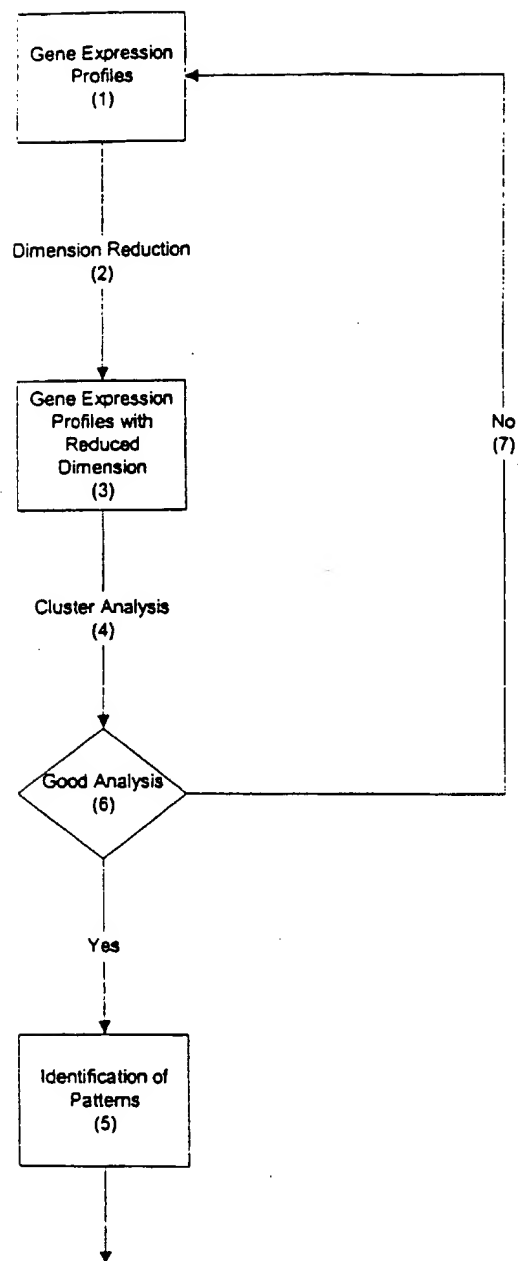 Gene Expression
Profiles
(1)
Dimension Reduction
(2)
Gene Expression
Profiles with
Reduced
Dimension
(3)
No
(7)
Cluster Analysis
(4)
Good Analysis
(6)
Yes
Identification of
Patterns
(5)